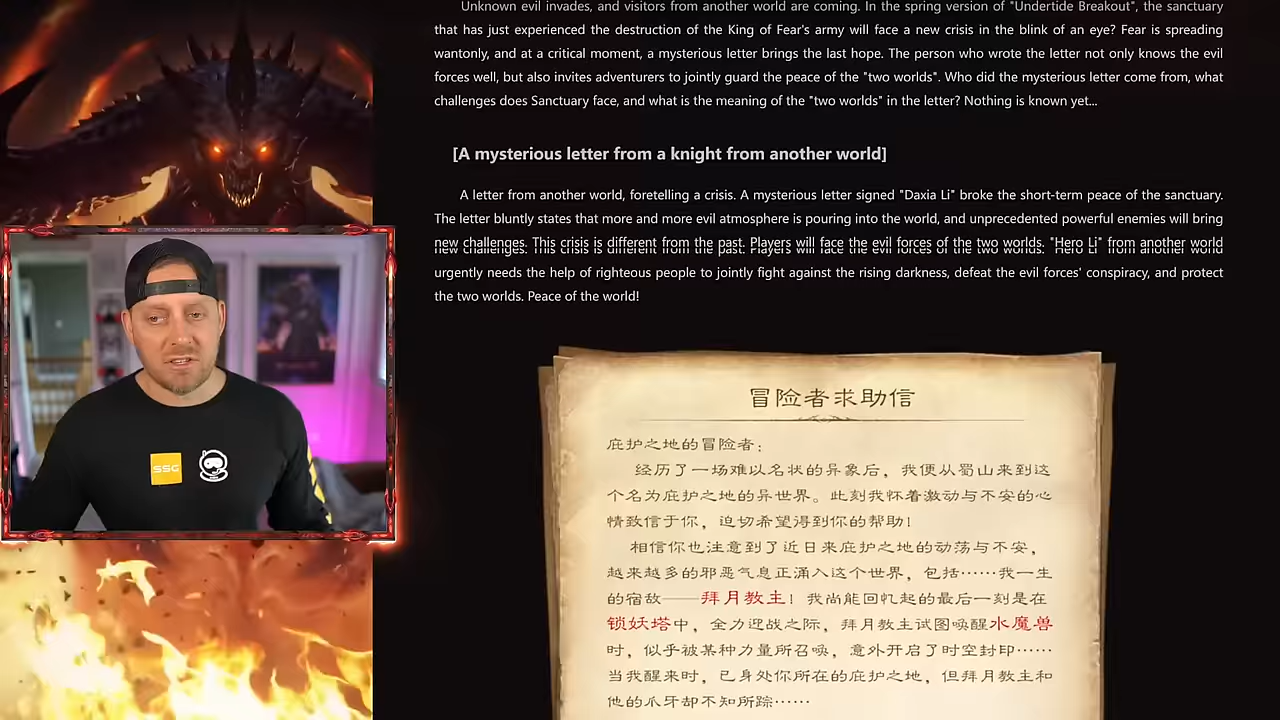 Unknown evil invades, and visitors from another world are coming. In the spring version of "Undertide Breakout", the sanctuary
that has just experienced the destruction of the King of Fear's army will face a new crisis in the blink of an eye? Fear is spreading
wantonly, and at a critical moment, a mysterious letter brings the last hope. The person who wrote the letter not only knows the evil
forces well, but also invites adventurers to jointly guard the peace of the "two worlds". Who did the mysterious letter come from, what
challenges does Sanctuary face, and what is the meaning of the "two worlds" in the letter? Nothing is known yet...
[A mysterious letter from a knight from another world]
A letter from another world, foretelling a crisis. A mysterious letter signed "Daxia Li" broke the short-term peace of the sanctuary.
The letter bluntly states that more and more evil atmosphere is pouring into the world, and unprecedented powerful enemies will bring
new challenges. This crisis is different from the past. Players will face the evil forces of the two worlds. "Hero Li" from another world
urgently needs the help of righteous people to jointly fight against the rising darkness, defeat the evil forces' conspiracy, and protect
the two worlds. Peace of the world!
SSG
冒险者求助信
庇护之地的冒险者：
经历了一场难以名状的异象后，我便从蜀山来到这
个名为庇护之地的异世界。此刻我怀着激动与不安的心
情致信于你，迫切希望得到你的帮助！
相信你也注意到了近日来庇护之地的动荡与不安，
越来越多的邪恶气息正涌入这个世界，包括……我一生
的宿敌——拜月教主！我尚能回忆起的最后一刻是在
锁妖塔中，全力迎战之际，拜月教主试图唤醒水魔兽
时，似乎被某种力量所召唤，意外开启了时空封印……
当我醒来时，已身处你所在的庇护之地，但拜月教主和
他的爪牙却不知所踪……